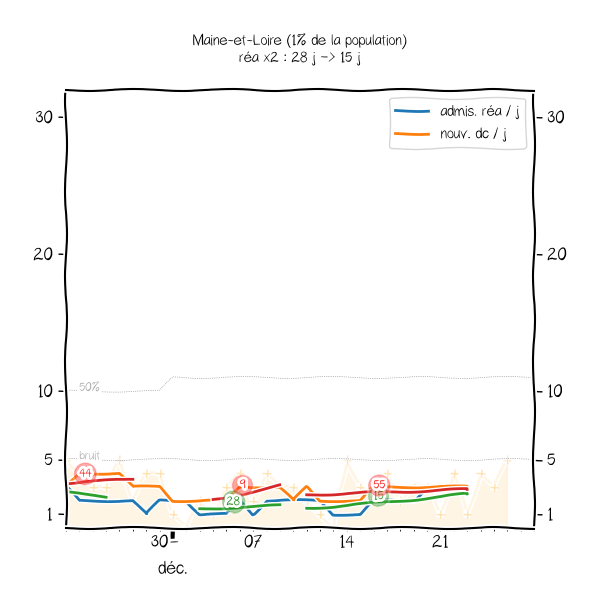 Maine-et-Loire (1% de la population)
réa x2 : 28 j -> 15 j
admis. réa / j
nouv. dc / j
30 30
20 20
50%
10 10
bruit
5 5
44 9 55
28 15
1 1
30 07 14 21
déc.